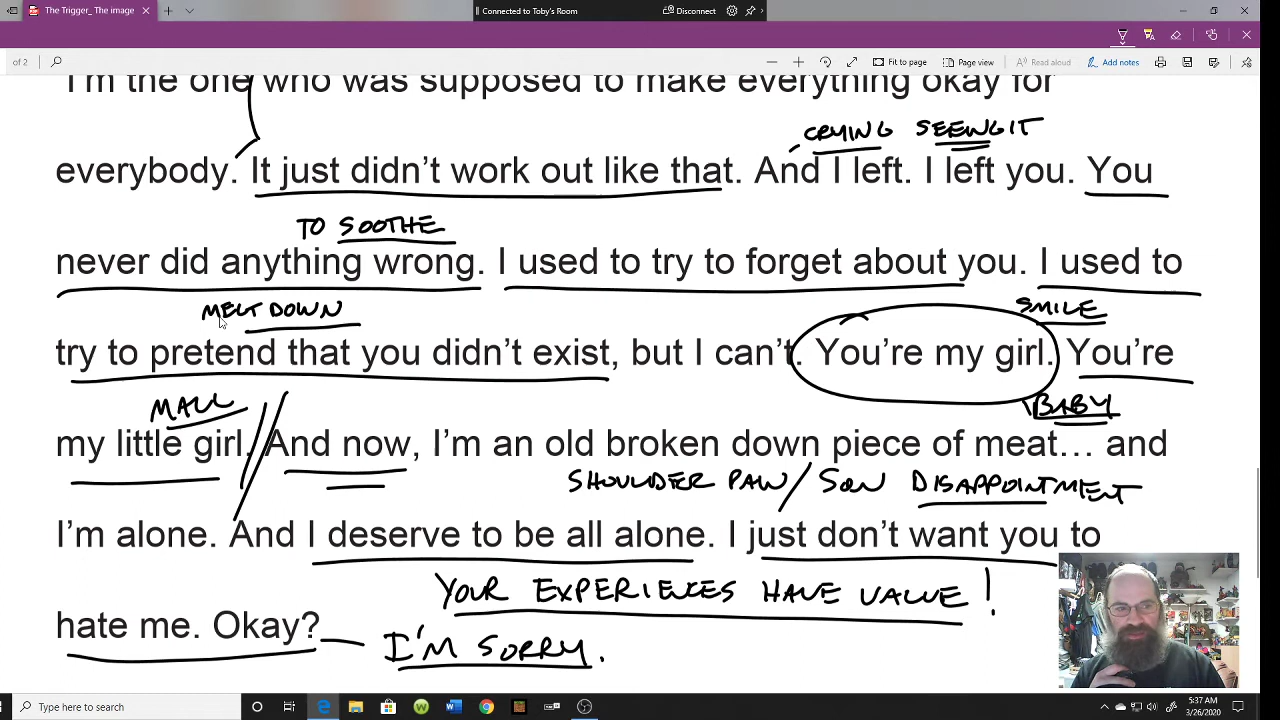 The Trigger_ The image
Connected to Toby's Room
Disconnect
of 2
Fit to page
Page view
Read aloud
Add notes
I'm the one who was supposed to make everything okay for
CRYING SEEING IT
everybody. It just didn't work out like that. And I left. I left you. You
TO SOOTHE
never did anything wrong. I used to try to forget about you. I used to
MELT DOWN
SMILE
try to pretend that you didn't exist, but I can't. You're my girl. You're
MALL
BABY
my little girl. And now, I'm an old broken down piece of meat… and
SHOULDER PAIN/SON DISAPPOINTMENT
I'm alone. And I deserve to be all alone. I just don't want you to
YOUR EXPERIENCES HAVE VALUE!
hate me. Okay?
I'M SORRY.
Type here to search
5:37 AM
3/26/2020